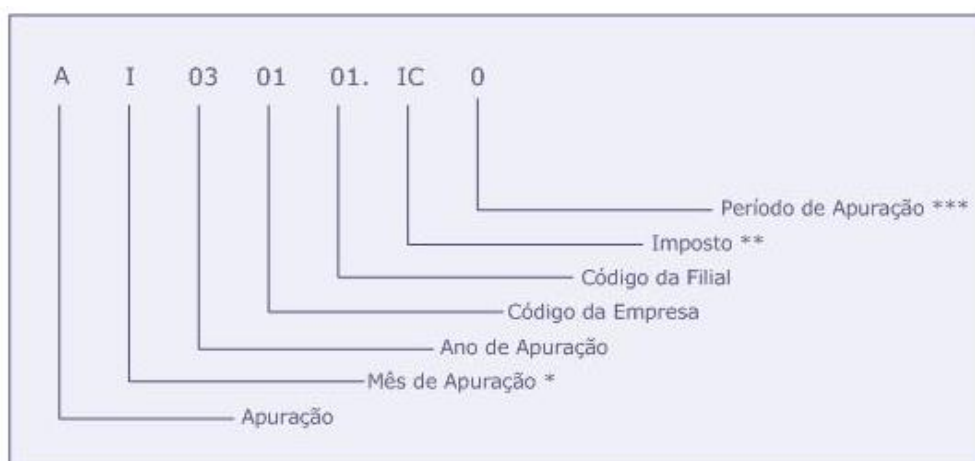 A I 03 01 01. IC 0
Período de Apuração ***
Imposto **
Código da Filial
Código da Empresa
Ano de Apuração
Mês de Apuração *
Apuração